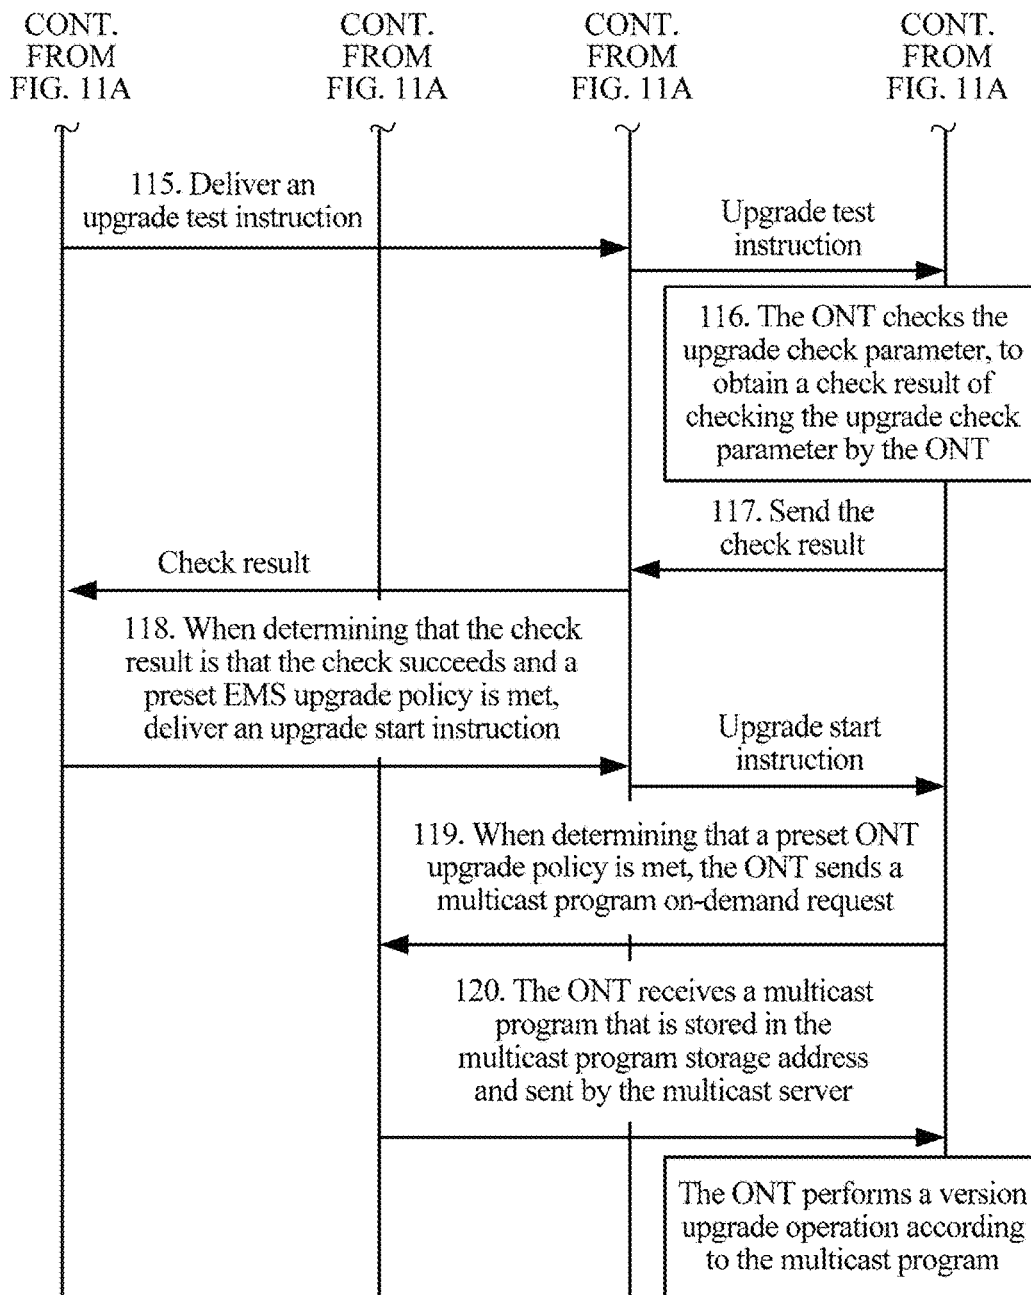 CONT.
FROM
FIG. 11A
CONT.
FROM
FIG. 11A
CONT.
FROM
FIG. 11A
CONT.
FROM
FIG. 11A
115. Deliver an
upgrade test instruction
Upgrade test
instruction
116. The ONT checks the
upgrade check parameter, to
obtain a check result of
checking the upgrade check
parameter by the ONT
117. Send the
check result
Check result
118. When determining that the check
result is that the check succeeds and a
preset EMS upgrade policy is met,
deliver an upgrade start instruction
Upgrade start
instruction
119. When determining that a preset ONT
upgrade policy is met, the ONT sends a
multicast program on-demand request
120. The ONT receives a multicast
program that is stored in the
multicast program storage address
and sent by the multicast server
The ONT performs a version
upgrade operation according
to the multicast program